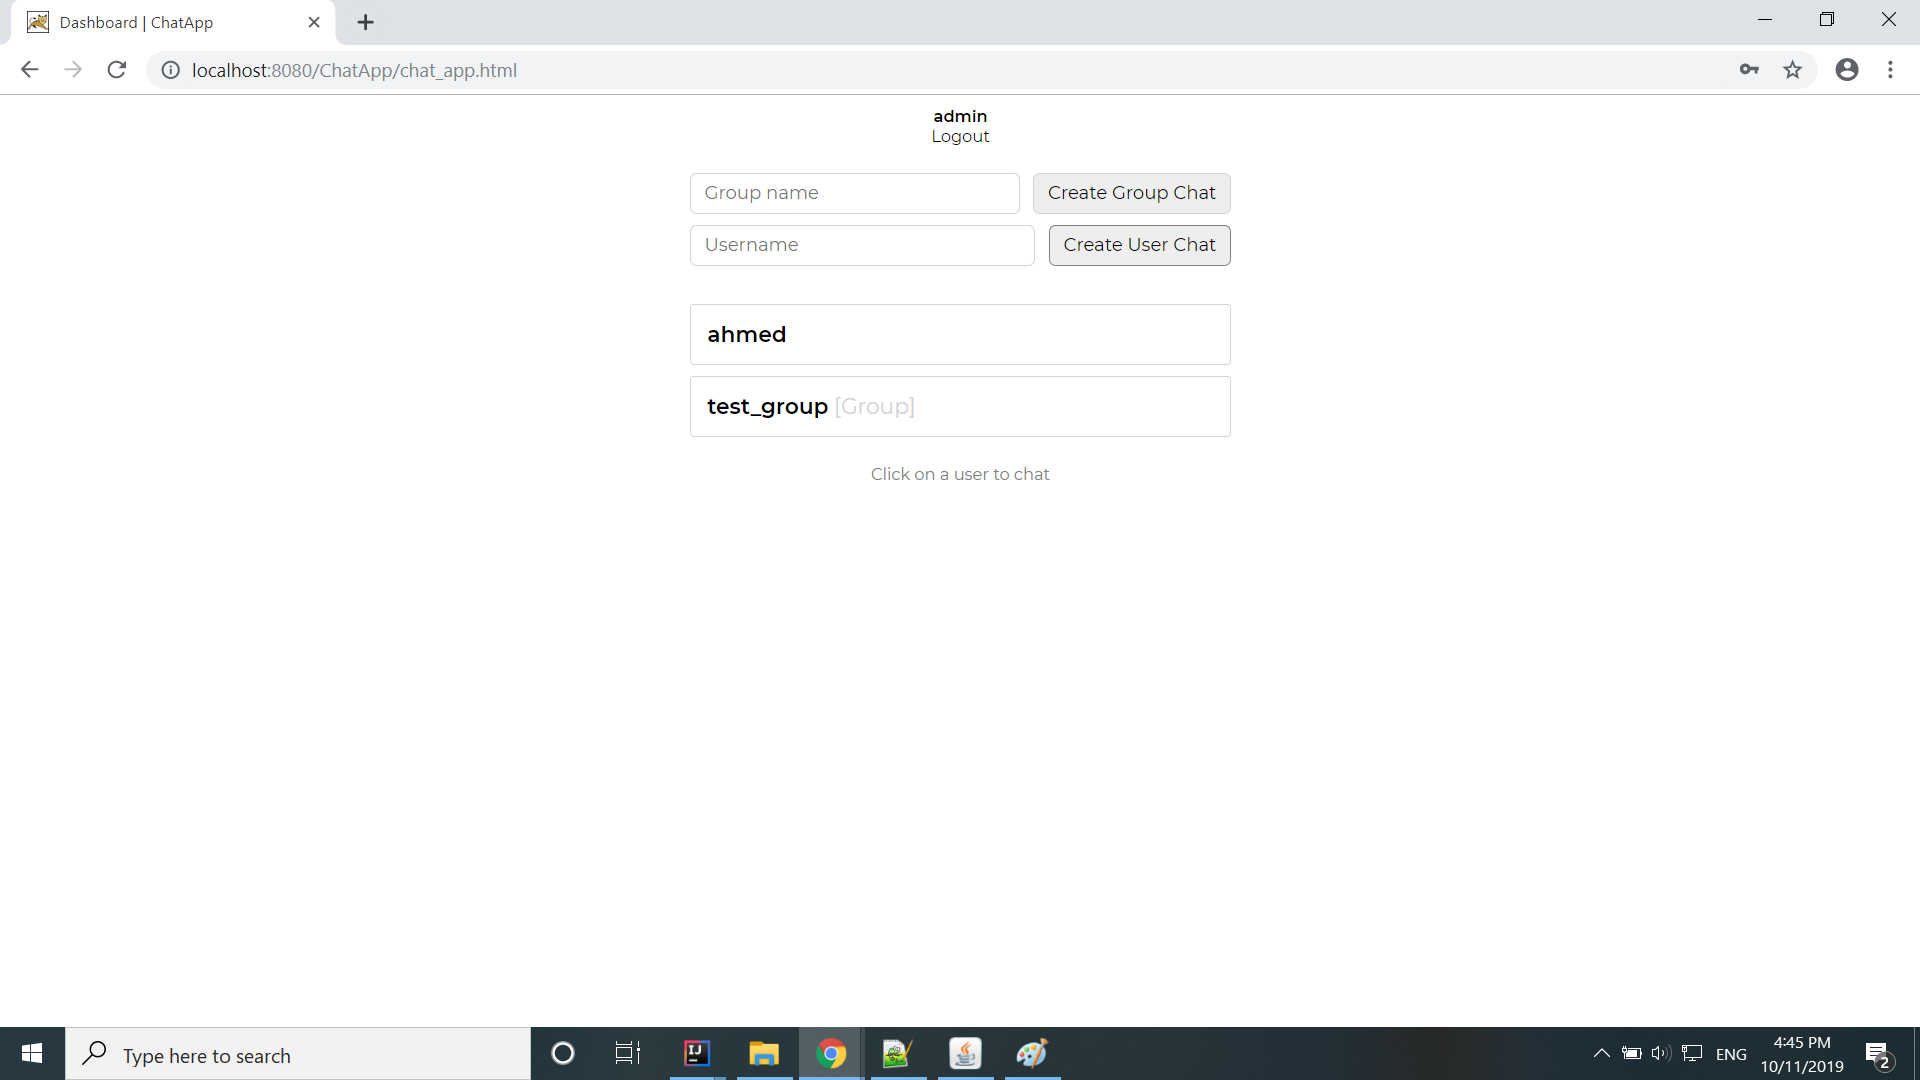 Dashboard | ChatApp
localhost:8080/ChatApp/chat_app.html
admin
Logout
Group name
Create Group Chat
Username
Create User Chat
ahmed
test_group [Group]
Click on a user to chat
Type here to search
IJ
ENG
4:45 PM
10/11/2019
2